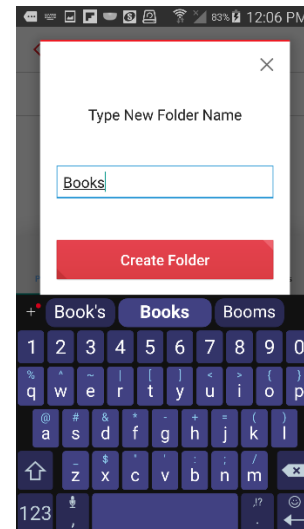 83% 12:06 PM
Type New Folder Name
Books
Create Folder
+ Book's Books Booms
1 2 3 4 5 6 7 8 9 0
% ^ ~ | [ ] < > { }
q w e r t y u i o p
@ # & * - + = ( )
a s d f g h j k l
_ $ " ' : ; /
z x c v b n m
123 , !?